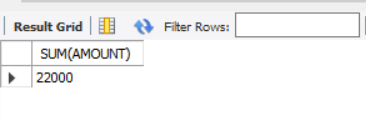 Result Grid Filter Rows:
SUM(AMOUNT)
22000